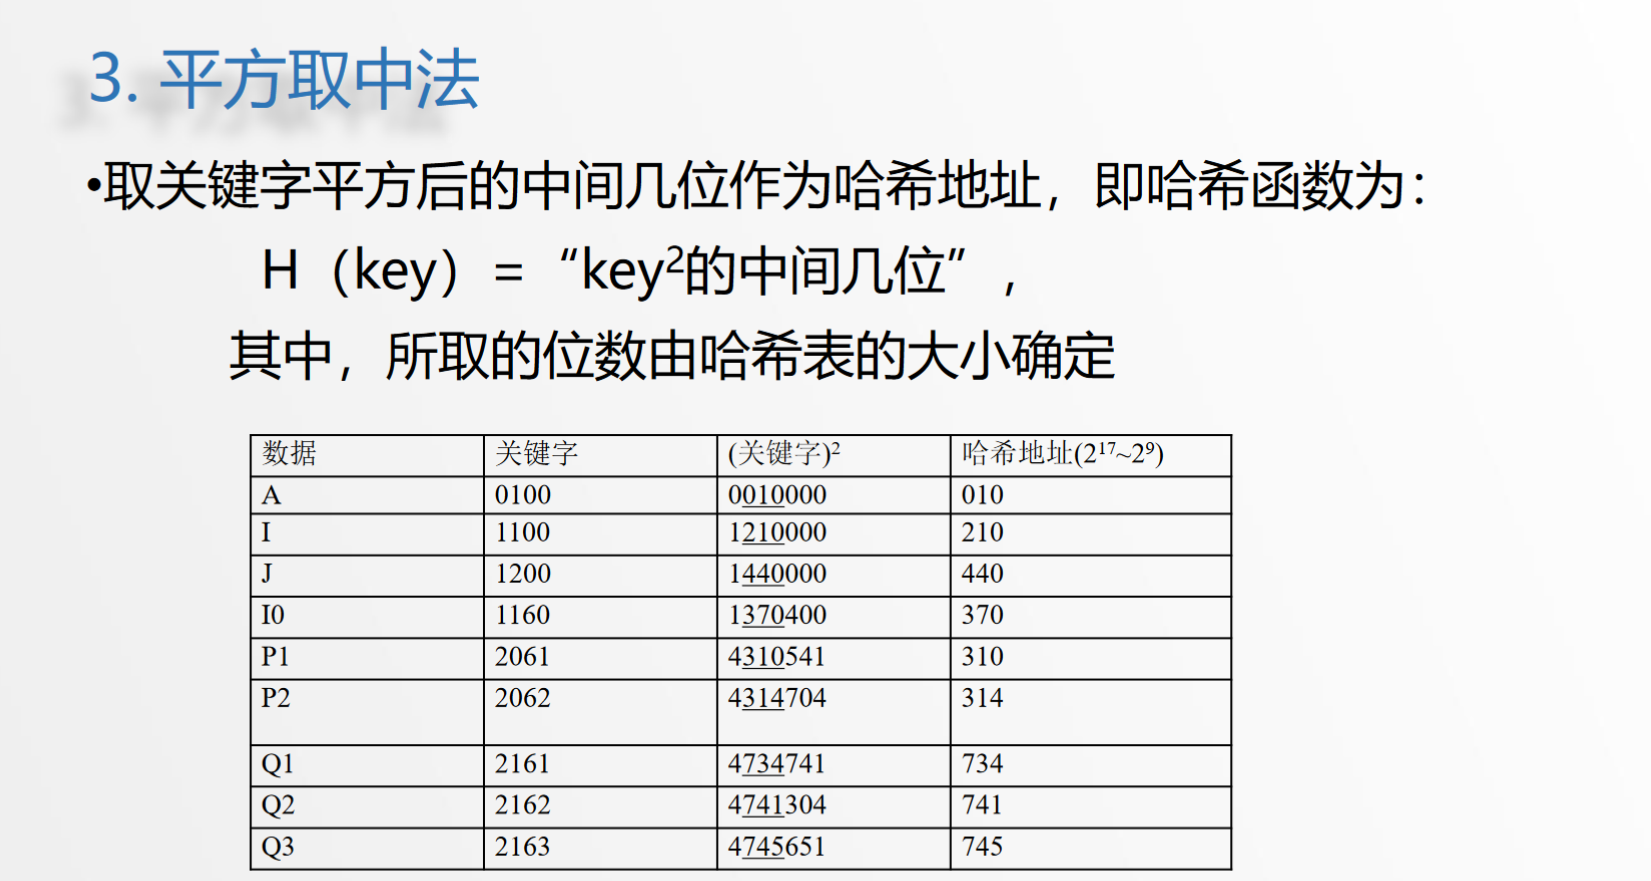 3. 平方取中法
•取关键字平方后的中间几位作为哈希地址，即哈希函数为：
H（key）=“key²的中间几位”，
其中，所取的位数由哈希表的大小确定
数据 关键字 (关键字)² 哈希地址(2¹⁷~2⁹)
A 0100 0010000 010
I 1100 1210000 210
J 1200 1440000 440
I0 1160 1370400 370
P1 2061 4310541 310
P2 2062 4314704 314
Q1 2161 4734741 734
Q2 2162 4741304 741
Q3 2163 4745651 745